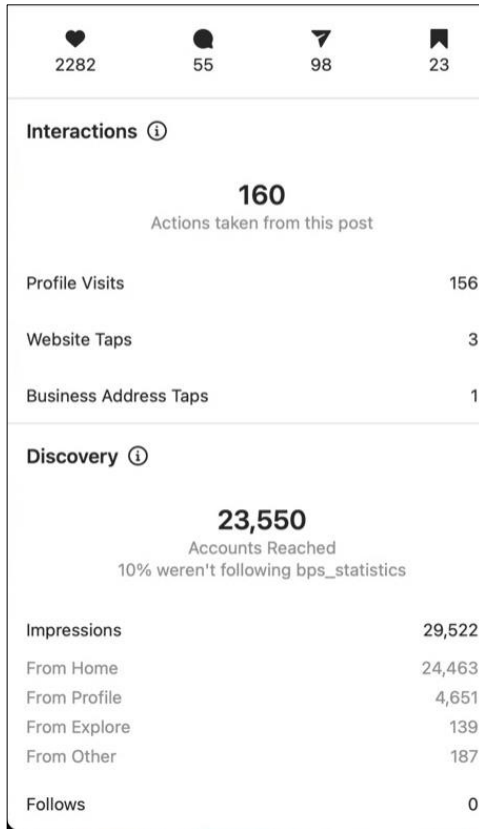 2282 55 98 23
Interactions
160
Actions taken from this post
Profile Visits 156
Website Taps 3
Business Address Taps 1
Discovery
23,550
Accounts Reached
10% weren't following bps_statistics
Impressions 29,522
From Home 24,463
From Profile 4,651
From Explore 139
From Other 187
Follows 0